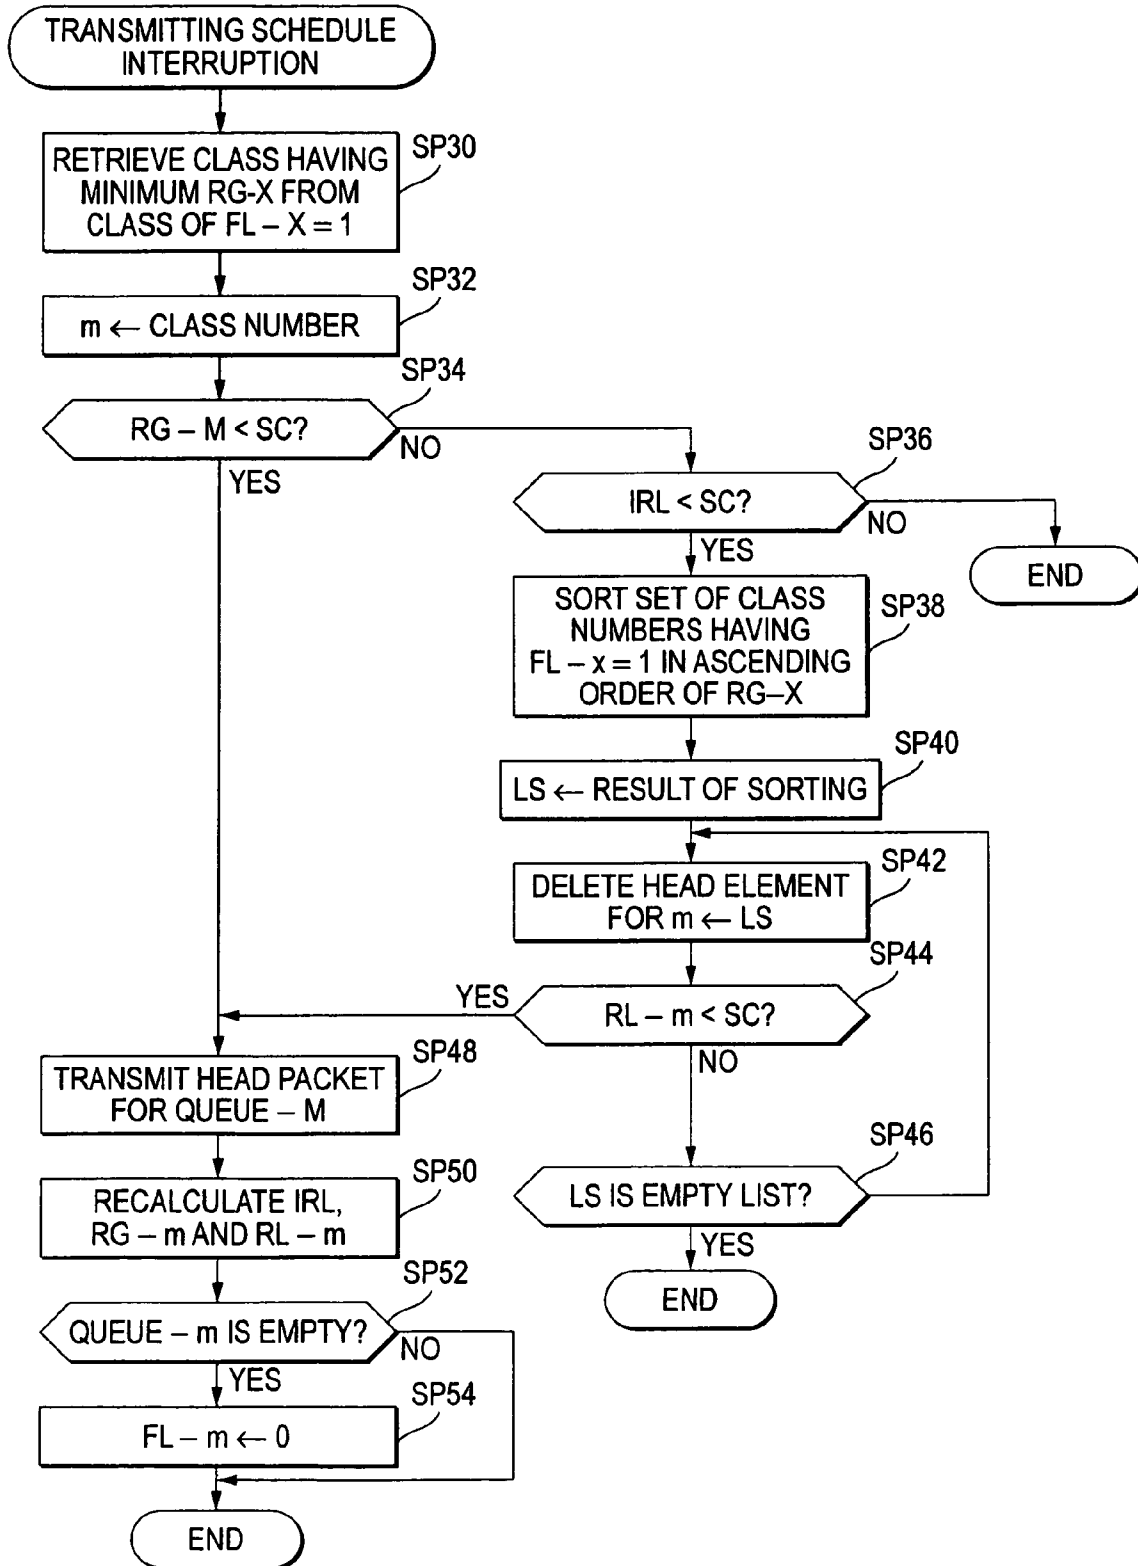 TRANSMITTING SCHEDULE
INTERRUPTION
RETRIEVE CLASS HAVING
MINIMUM RG-X FROM
CLASS OF FL – X = 1
SP30
m ← CLASS NUMBER
SP32
RG – M < SC?
SP34
NO
YES
IRL < SC?
SP36
NO
YES
END
SORT SET OF CLASS
NUMBERS HAVING
FL – x = 1 IN ASCENDING
ORDER OF RG–X
SP38
LS ← RESULT OF SORTING
SP40
DELETE HEAD ELEMENT
FOR m ← LS
SP42
RL – m < SC?
SP44
YES
NO
LS IS EMPTY LIST?
SP46
YES
END
TRANSMIT HEAD PACKET
FOR QUEUE – M
SP48
RECALCULATE IRL,
RG – m AND RL – m
SP50
QUEUE – m IS EMPTY?
SP52
NO
YES
FL – m ← 0
SP54
END